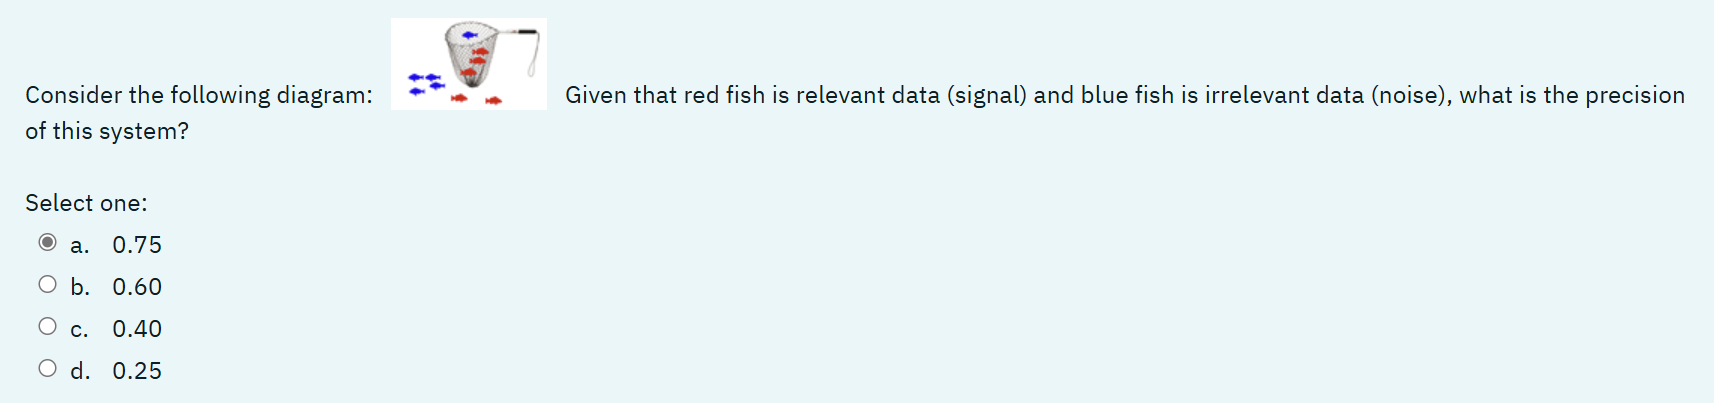 Consider the following diagram: Given that red fish is relevant data (signal) and blue fish is irrelevant data (noise), what is the precision
of this system?
Select one:
a. 0.75
b. 0.60
c. 0.40
d. 0.25